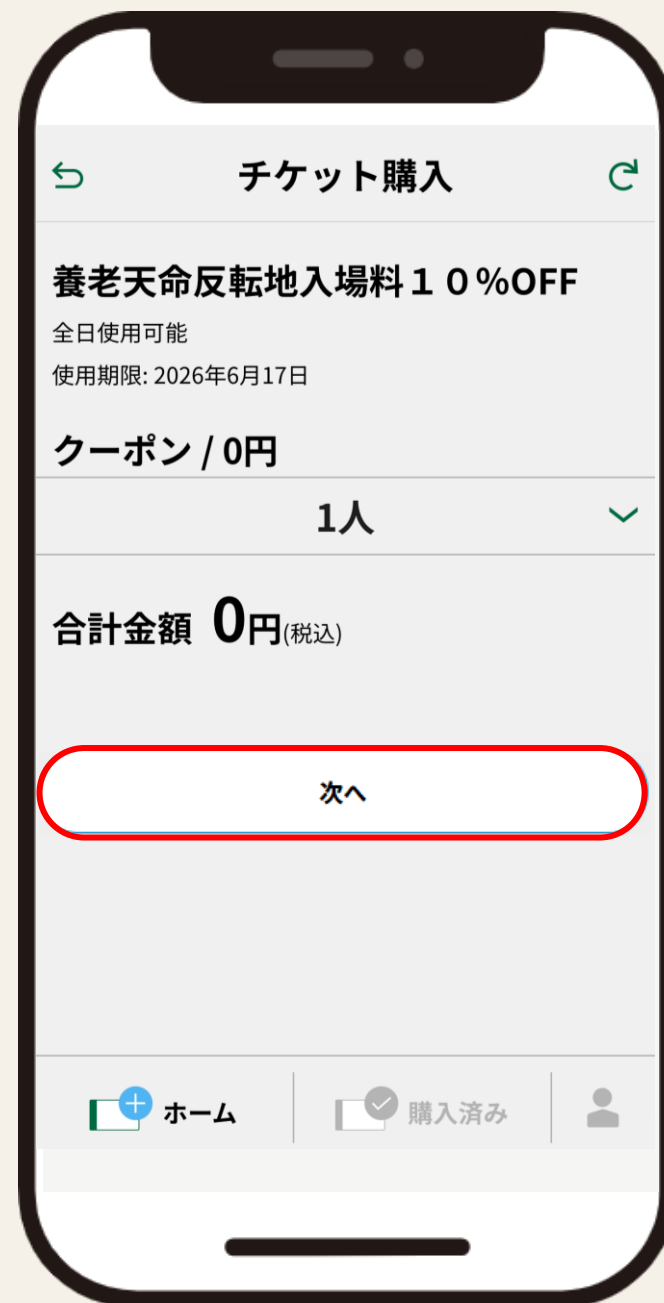 チケット購入
養老天命反転地入場料１０%OFF
全日使用可能
使用期限: 2026年6月17日
クーポン / 0円
1人
合計金額 0円(税込)
次へ
ホーム
購入済み